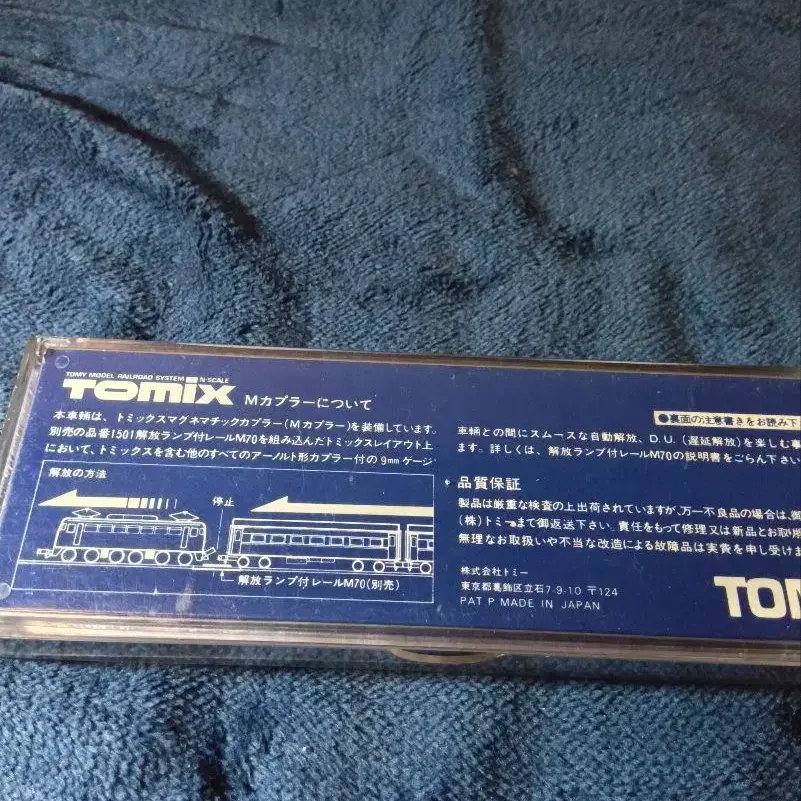 TOMY MODEL RAILROAD SYSTEM N-SCALE
TOMIX Mカプラーについて
本車輌は、トミックスマグネマチックカプラー(Mカプラー)を装備しています。
別売の品番1501解放ランプ付レールM70を組み込んだトミックスレイアウト上
において、トミックスを含む他のすべてのアーノルト形カプラー付の9mmゲージ
解放の方法
停止
解放ランプ付レールM70(別売)
●裏面の注意書きをお読み下
車輌との間にスムースな自動解放、D.U.(遅延解放)を楽しむ事
ます。詳しくは、解放ランプ付レールM70の説明書をごらん下さい
品質保証
製品は厳重な検査の上出荷されていますが、万一不良品の場合は、御
(株)トミーまで御返送下さい。責任をもって修理又は新品とお取
無理なお取扱いや不当な改造による故障品は実費を申し受けま
株式会社トミー
東京都葛飾区立石7-9-10 〒124
PAT P MADE IN JAPAN
TOM